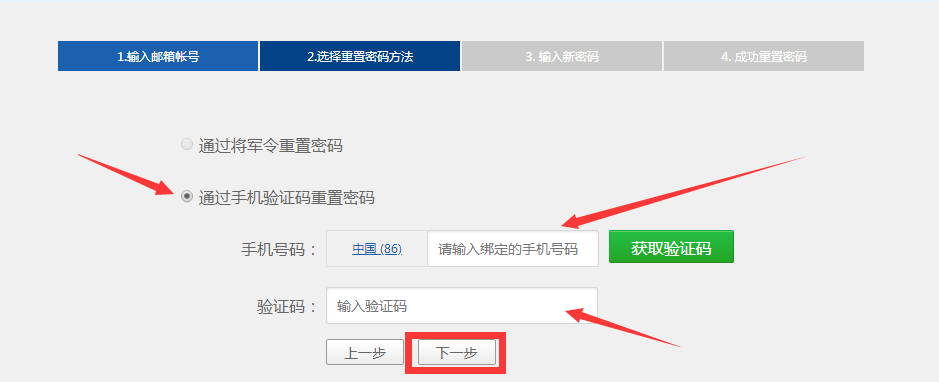 1.输入邮箱帐号 2.选择重置密码方法 3. 输入新密码 4. 成功重置密码
通过将军令重置密码
通过手机验证码重置密码
手机号码： 中国 (86) 请输入绑定的手机号码 获取验证码
验证码： 输入验证码
上一步 下一步